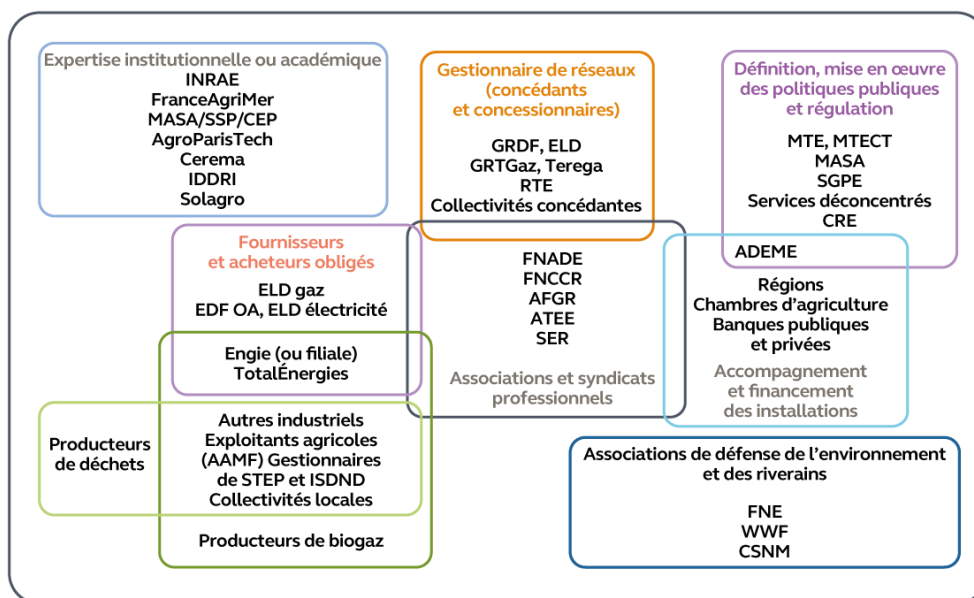 Expertise institutionnelle ou académique
INRAE
FranceAgriMer
MASA/SSP/CEP
AgroParisTech
Cerema
IDDRI
Solagro
Gestionnaire de réseaux
(concédants
et concessionnaires)
GRDF, ELD
GRTGaz, Terega
RTE
Collectivités concédantes
Définition, mise en œuvre
des politiques publiques
et régulation
MTE, MTECT
MASA
SGPE
Services déconcentrés
CRE
ADEME
Régions
Chambres d’agriculture
Banques publiques
et privées
Accompagnement
et financement
des installations
Fournisseurs
et acheteurs obligés
ELD gaz
EDF OA, ELD électricité
Engie (ou filiale)
TotalÉnergies
FNADE
FNCCR
AFGR
ATEE
SER
Associations et syndicats
professionnels
Producteurs
de déchets
Autres industriels
Exploitants agricoles
(AAMF) Gestionnaires
de STEP et ISDND
Collectivités locales
Producteurs de biogaz
Associations de défense de l’environnement
et des riverains
FNE
WWF
CSNM